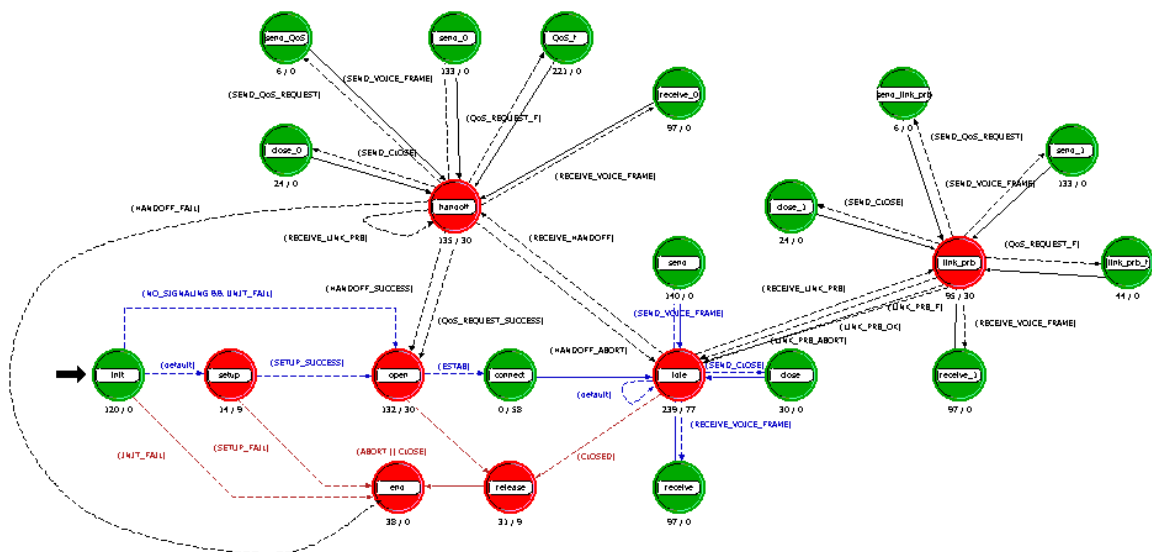 send_QoS
send_0
QoS_f
6 / 0
133 / 0
221 / 0
(SEND_VOICE_FRAME)
(SEND_QoS_REQUEST)
receive_0
send_link_prb
97 / 0
6 / 0
(QoS_REQUEST_F)
(SEND_QoS_REQUEST)
close_0
(SEND_CLOSE)
send_1
24 / 0
133 / 0
(RECEIVE_VOICE_FRAME)
(SEND_VOICE_FRAME)
(HANDOFF_FAIL)
handoff
close_1
(SEND_CLOSE)
(RECEIVE_LINK_PRB)
135 / 30
(RECEIVE_HANDOFF)
24 / 0
(QoS_REQUEST_F)
send
link_prb
link_prb_f
(RECEIVE_LINK_PRB)
95 / 30
44 / 0
(HANDOFF_SUCCESS)
140 / 0
(LINK_PRB_F)
(NO_SIGNALING && INIT_FAIL)
(SEND_VOICE_FRAME)
(QoS_REQUEST_SUCCESS)
(LINK_PRB_OK)
(RECEIVE_VOICE_FRAME)
(LINK_PRB_ABORT)
(HANDOFF_ABORT)
(default)
(SETUP_SUCCESS)
(ESTAB)
(SEND_CLOSE)
init
setup
open
connect
idle
close
receive_1
(default)
120 / 0
14 / 9
132 / 30
0 / 58
239 / 77
30 / 0
97 / 0
(RECEIVE_VOICE_FRAME)
(INIT_FAIL)
(SETUP_FAIL)
(ABORT || CLOSE)
(CLOSED)
end
release
receive
38 / 0
31 / 9
97 / 0